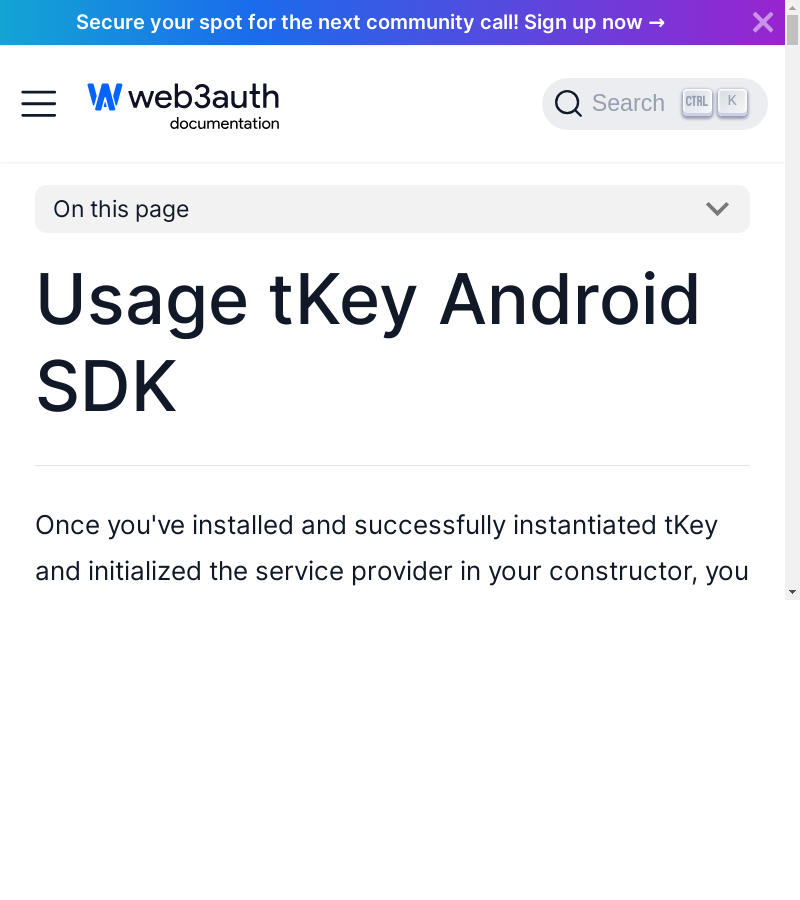 Secure your spot for the next community call! Sign up now →
web3auth
documentation
Search CTRL K
On this page
Usage tKey Android
SDK
Once you've installed and successfully instantiated tKey
and initialized the service provider in your constructor, you